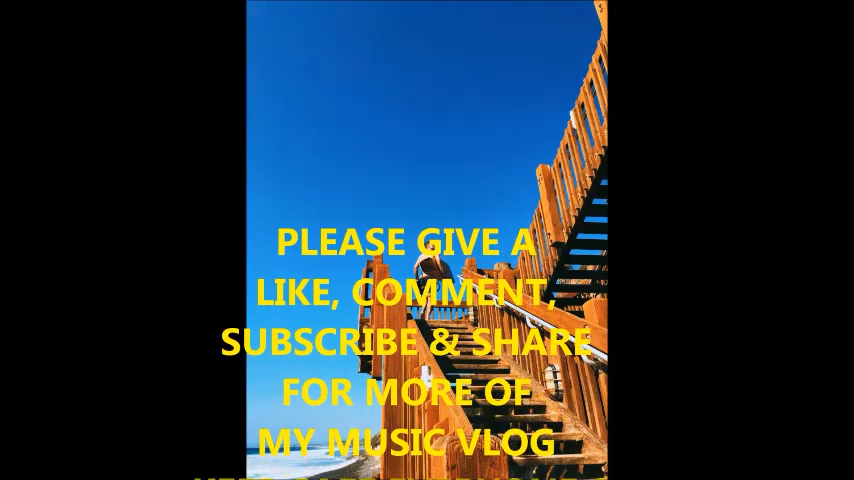 PLEASE GIVE A
LIKE, COMMENT,
SUBSCRIBE & SHARE
FOR MORE OF
MY MUSIC VLOG